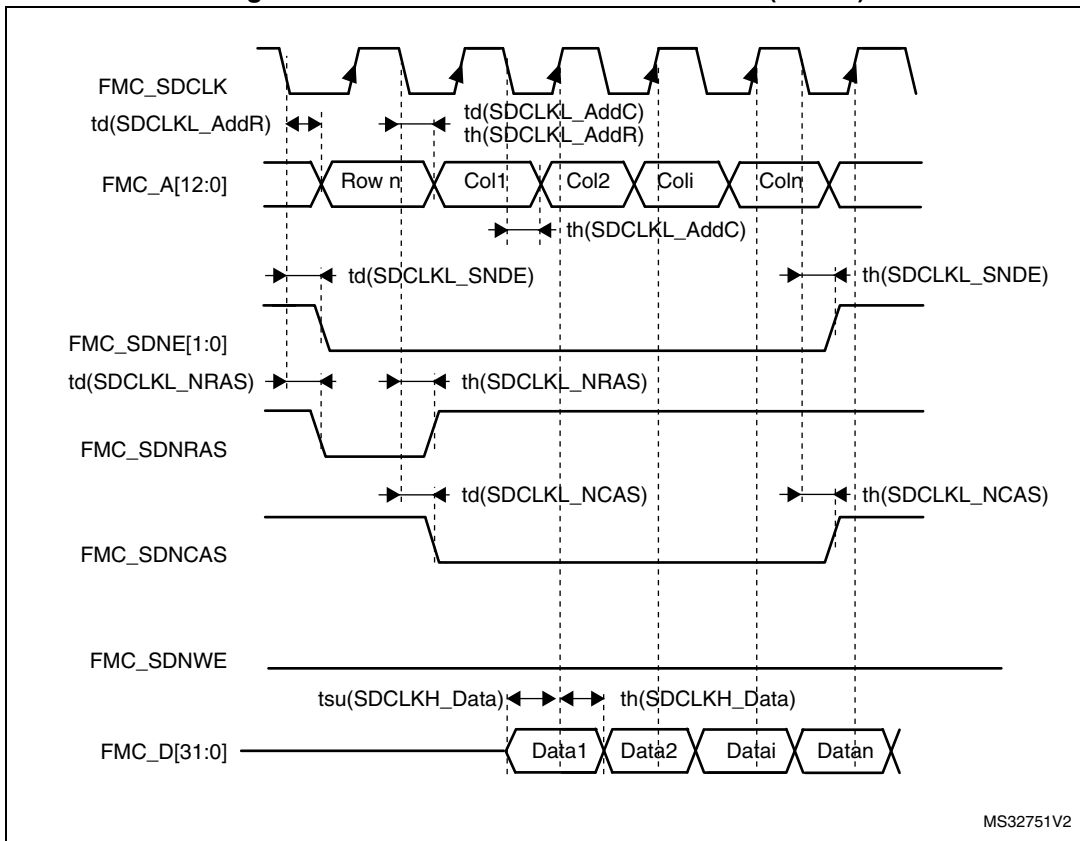 FMC_SDCLK
td(SDCLKL_AddR)
td(SDCLKL_AddC)
th(SDCLKL_AddR)
FMC_A[12:0]
Row n
Col1
Col2
Coli
Coln
th(SDCLKL_AddC)
td(SDCLKL_SNDE)
th(SDCLKL_SNDE)
FMC_SDNE[1:0]
td(SDCLKL_NRAS)
th(SDCLKL_NRAS)
FMC_SDNRAS
td(SDCLKL_NCAS)
th(SDCLKL_NCAS)
FMC_SDNCAS
FMC_SDNWE
tsu(SDCLKH_Data)
th(SDCLKH_Data)
FMC_D[31:0]
Data1
Data2
Datai
Datan
MS32751V2